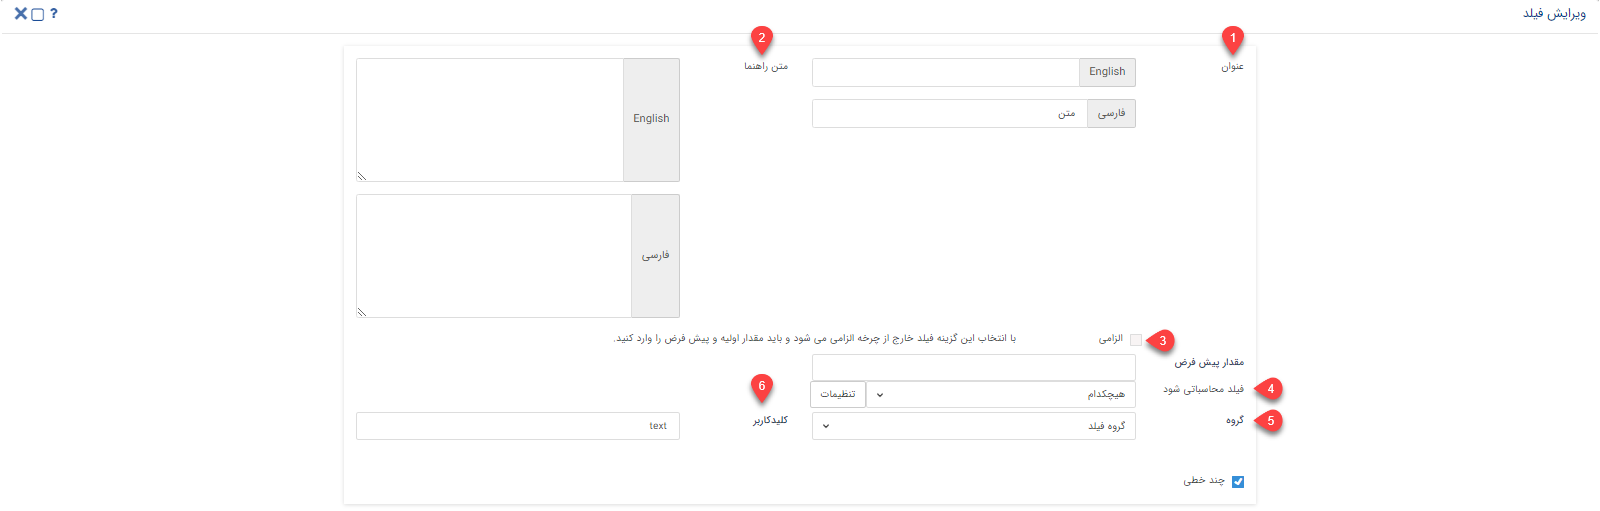 ویرایش فیلد
?
1
2
عنوان
English
متن راهنما
English
فارسی
متن
فارسی
3
الزامی
با انتخاب این گزینه فیلد خارج از چرخه الزامی می شود و باید مقدار اولیه و پیش فرض را وارد کنید.
مقدار پیش فرض
4
فیلد محاسباتی شود
هیچکدام
تنظیمات
6
5
گروه
گروه فیلد
کلیدکاربر
text
چند خطی